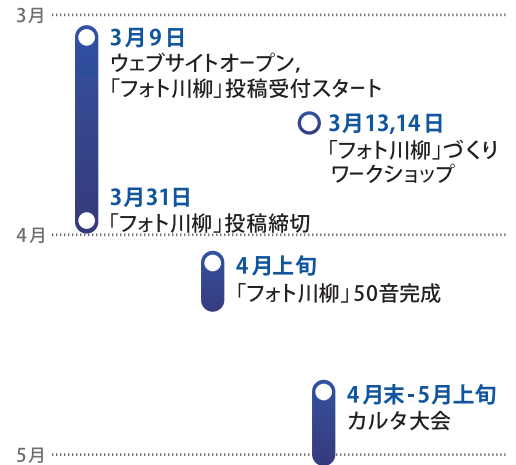 3月
3月9日
ウェブサイトオープン,
「フォト川柳」投稿受付スタート
3月13,14日
「フォト川柳」づくり
ワークショップ
3月31日
「フォト川柳」投稿締切
4月
4月上旬
「フォト川柳」50音完成
4月末-5月上旬
カルタ大会
5月